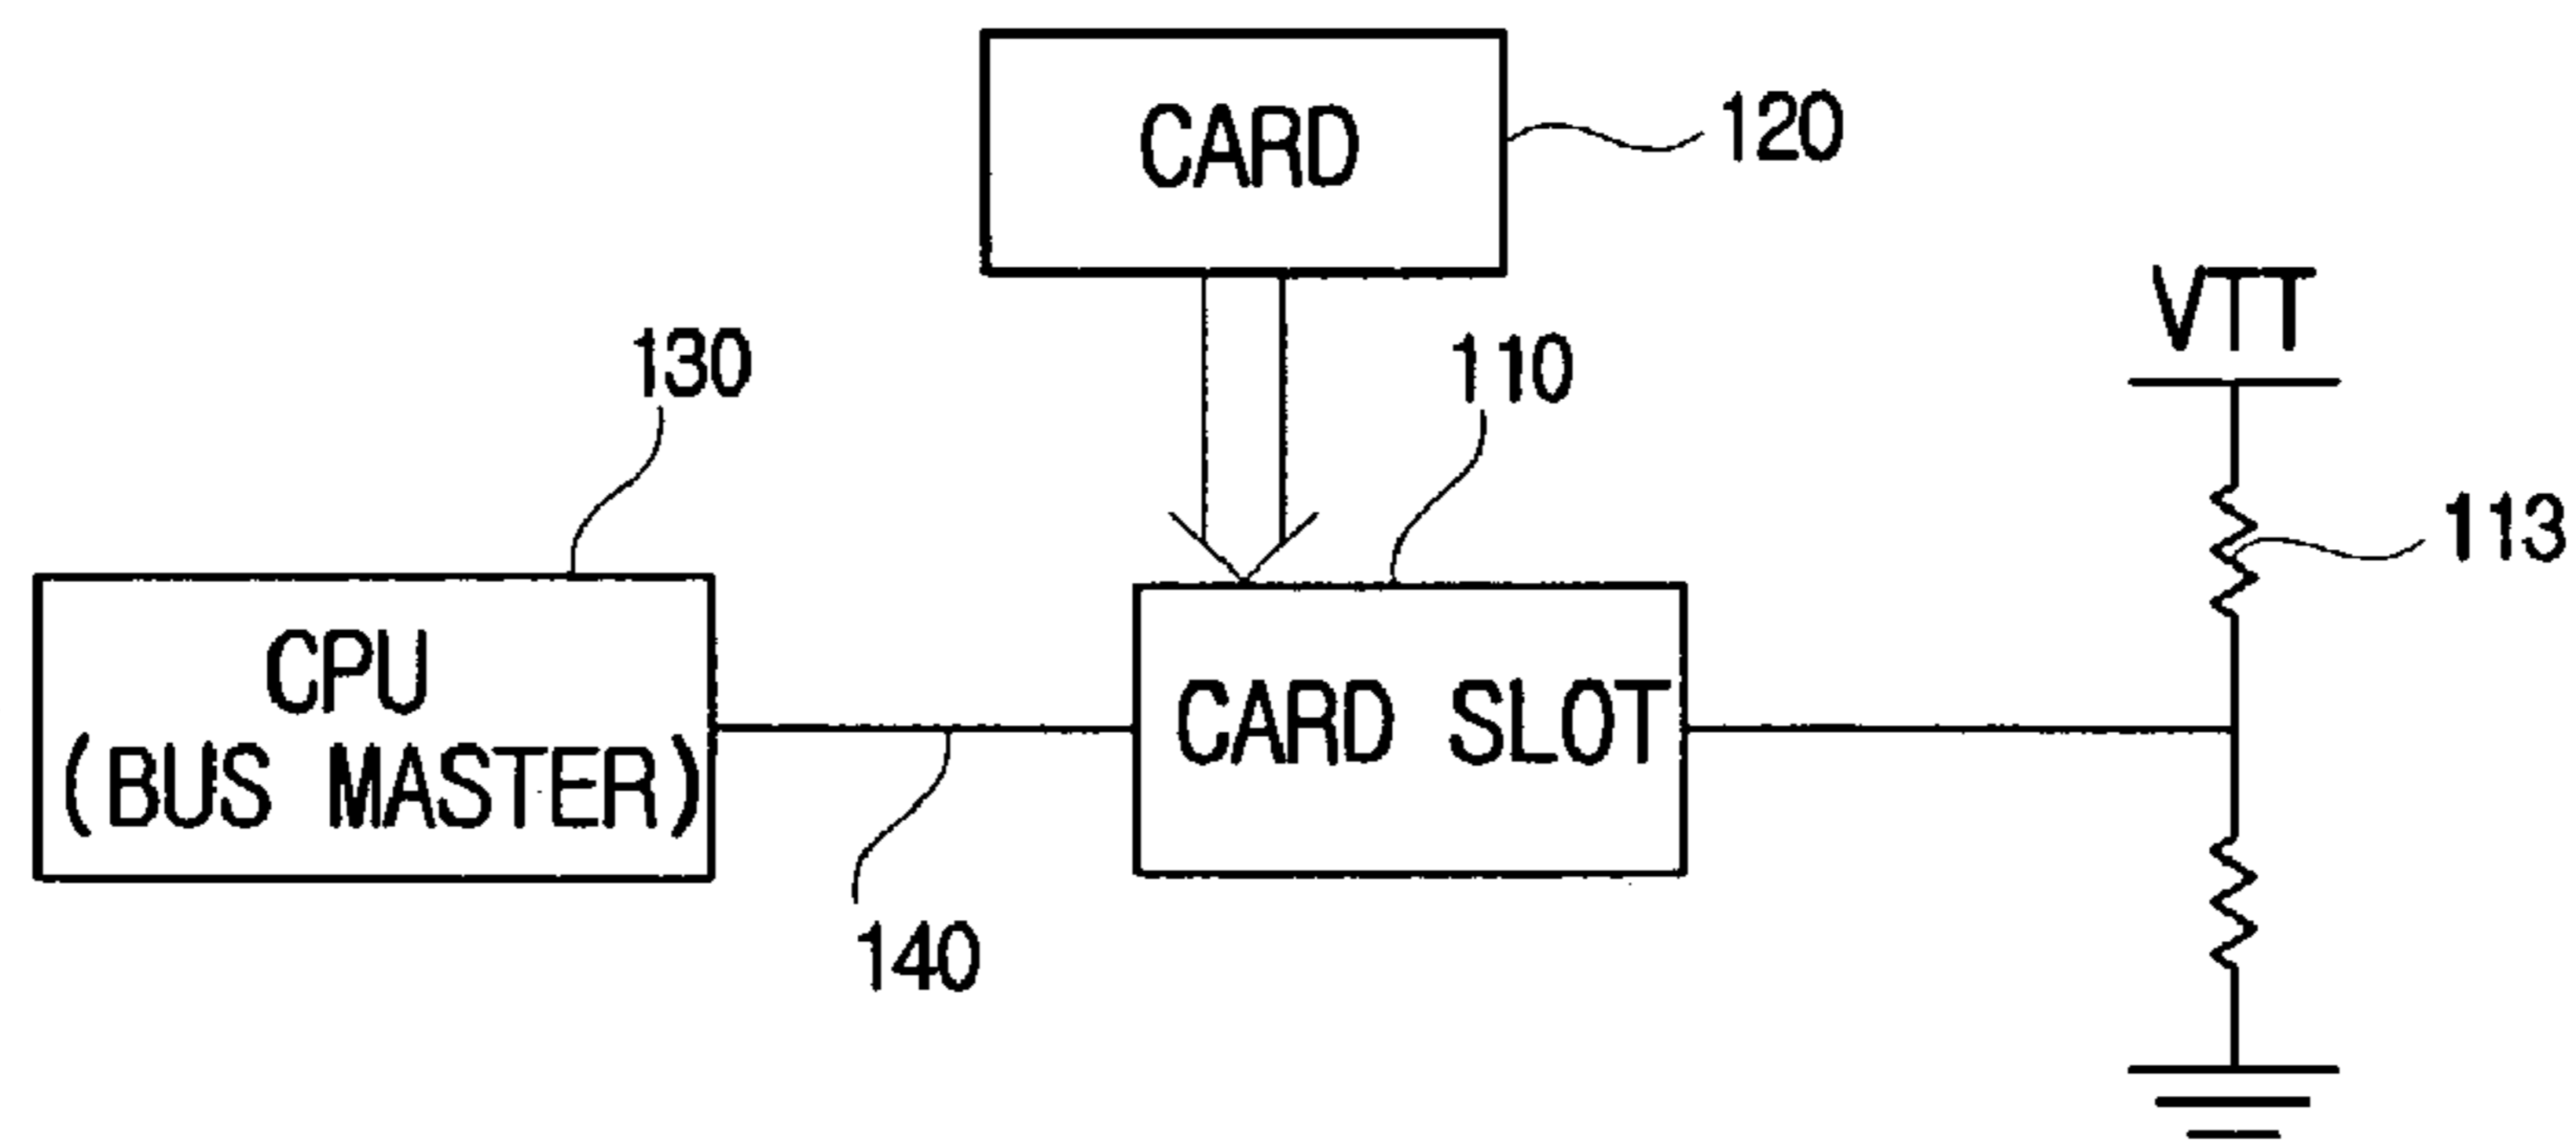 CARD
120
VTT
130
110
113
CPU
(BUS MASTER)
CARD SLOT
140